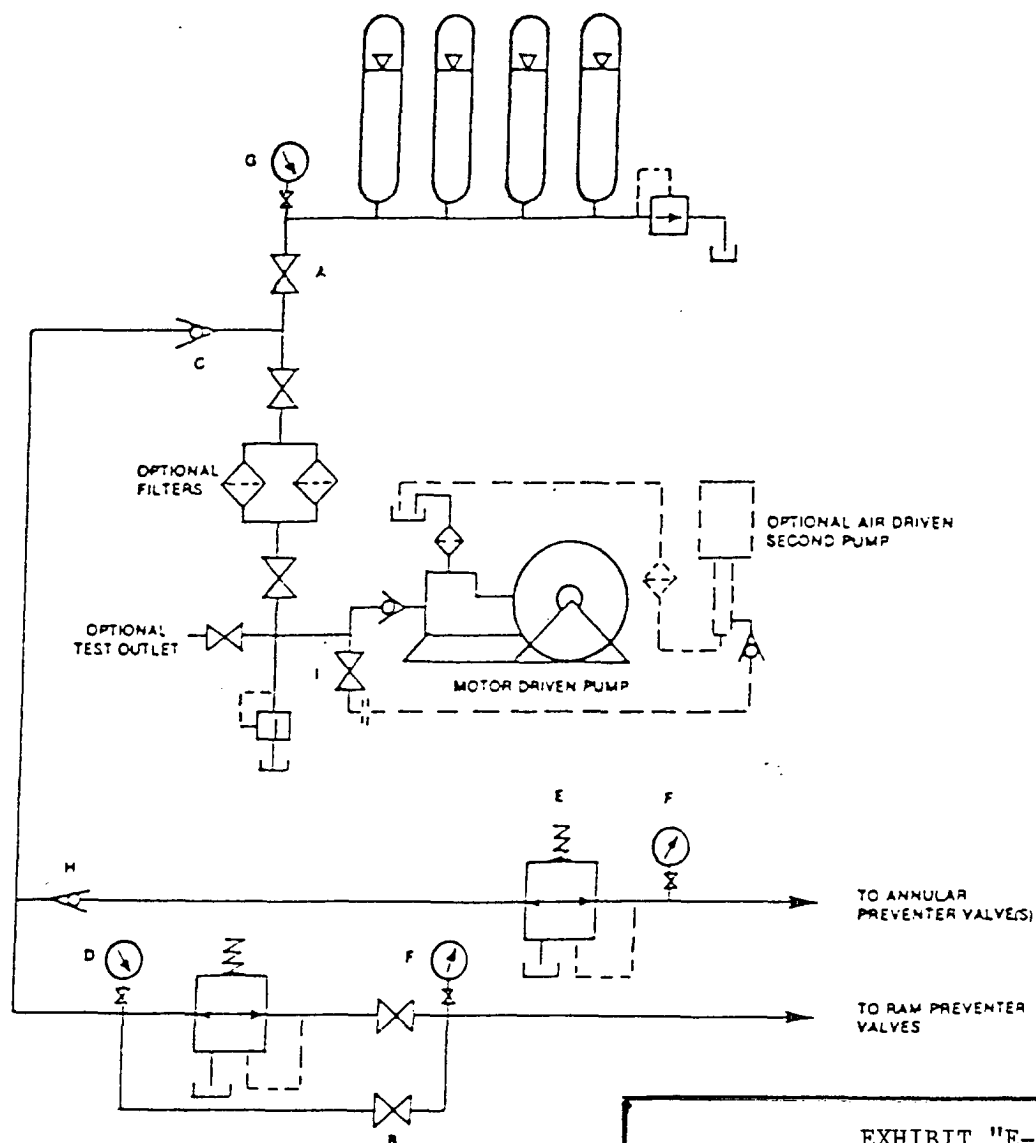 G
A
C
OPTIONAL
FILTERS
OPTIONAL AIR DRIVEN
SECOND PUMP
OPTIONAL
TEST OUTLET
I
MOTOR DRIVEN PUMP
E
F
H
TO ANNULAR
PREVENTER VALVE(S)
D
F
TO RAM PREVENTER
VALVES
B
EXHIBIT "E-